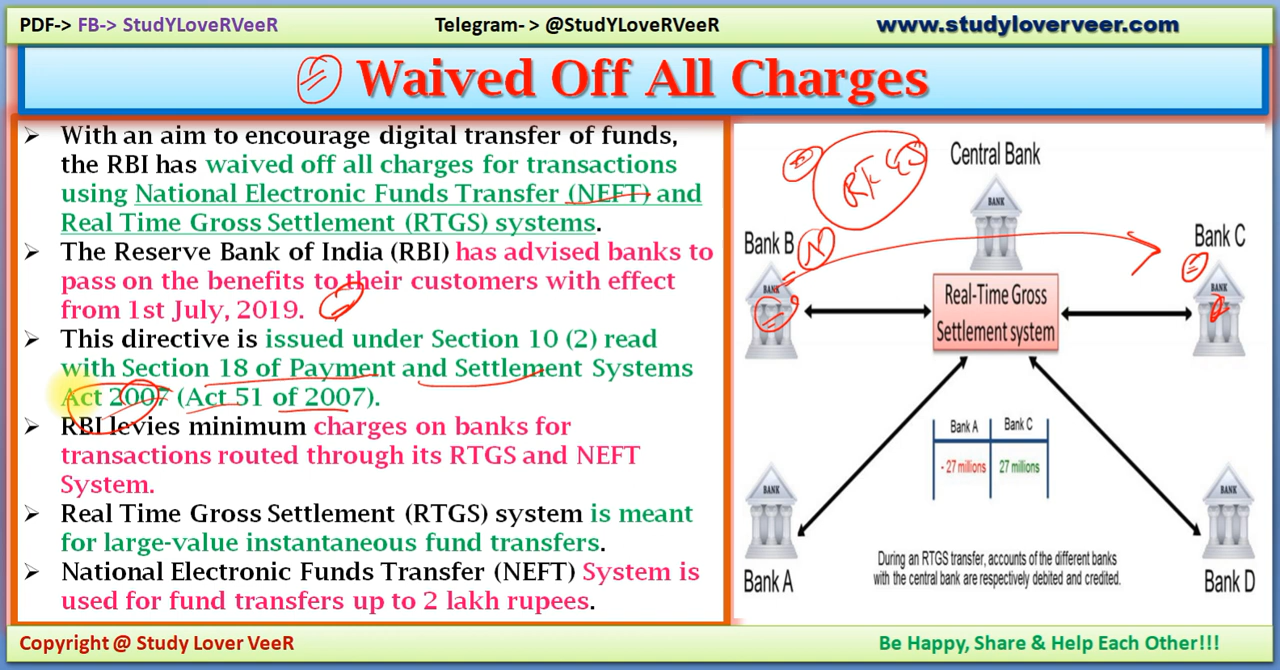 PDF-> FB-> StudYLoveRVeeR
Telegram- > @StudYLoveRVeeR
www.studyloverveer.com
Waived Off All Charges
➢ With an aim to encourage digital transfer of funds,
the RBI has waived off all charges for transactions
using National Electronic Funds Transfer (NEFT) and
Real Time Gross Settlement (RTGS) systems.
➢ The Reserve Bank of India (RBI) has advised banks to
pass on the benefits to their customers with effect
from 1st July, 2019.
➢ This directive is issued under Section 10 (2) read
with Section 18 of Payment and Settlement Systems
Act 2007 (Act 51 of 2007).
➢ RBI levies minimum charges on banks for
transactions routed through its RTGS and NEFT
System.
➢ Real Time Gross Settlement (RTGS) system is meant
for large-value instantaneous fund transfers.
➢ National Electronic Funds Transfer (NEFT) System is
used for fund transfers up to 2 lakh rupees.
RTGS
Central Bank
BANK
Bank B
N
BANK
Bank C
BANK
Real-Time Gross
Settlement system
Bank A Bank C
- 27 millions 27 millions
BANK
Bank A
BANK
Bank D
During an RTGS transfer, accounts of the different banks
with the central bank are respectively debited and credited.
Copyright @ Study Lover VeeR
Be Happy, Share & Help Each Other!!!